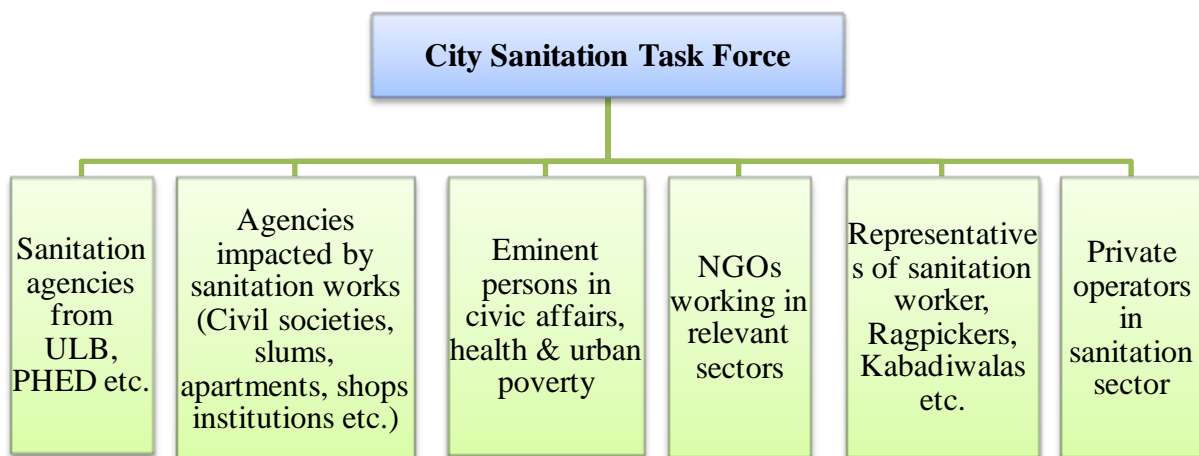 City Sanitation Task Force
Sanitation
agencies
from
ULB,
PHED etc.
Agencies
impacted by
sanitation works
(Civil societies,
slums,
apartments, shops
institutions etc.)
Eminent
persons in
civic affairs,
health & urban
poverty
NGOs
working in
relevant
sectors
Representative
s of sanitation
worker,
Ragpickers,
Kabadiwalas
etc.
Private
operators
in
sanitation
sector